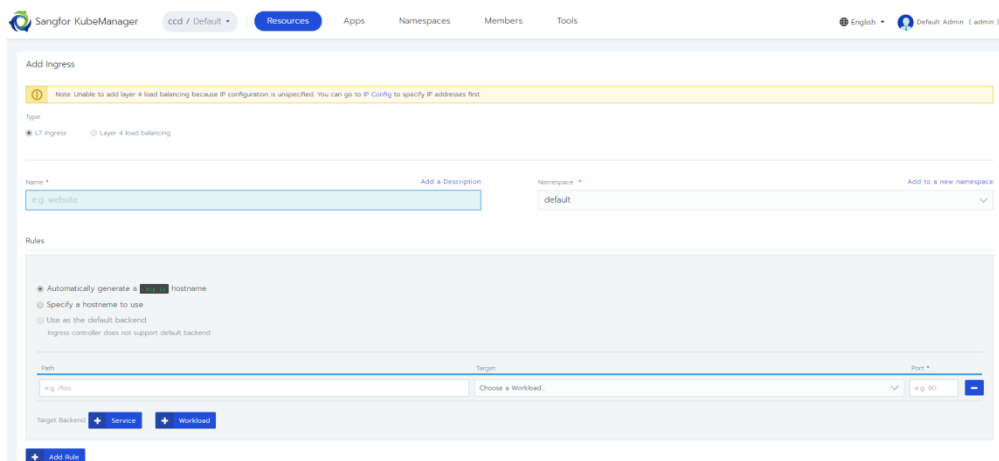 Sangfor KubeManager
ccd / Default
Resources
Apps
Namespaces
Members
Tools
English
Default Admin ( admin )
Add Ingress
Note: Unable to add layer 4 load balancing because IP configuration is unspecified. You can go to IP Config to specify IP addresses first.
Type
L7 Ingress
Layer 4 load balancing
Name *
Add a Description
Namespace *
Add to a new namespace
e.g. website
default
Rules
Automatically generate a .xip.io hostname
Specify a hostname to use
Use as the default backend
Ingress controller does not support default backend
Path
Target
Port *
e.g. /foo
Choose a Workload...
e.g. 80
Target Backend
+ Service
+ Workload
+ Add Rule